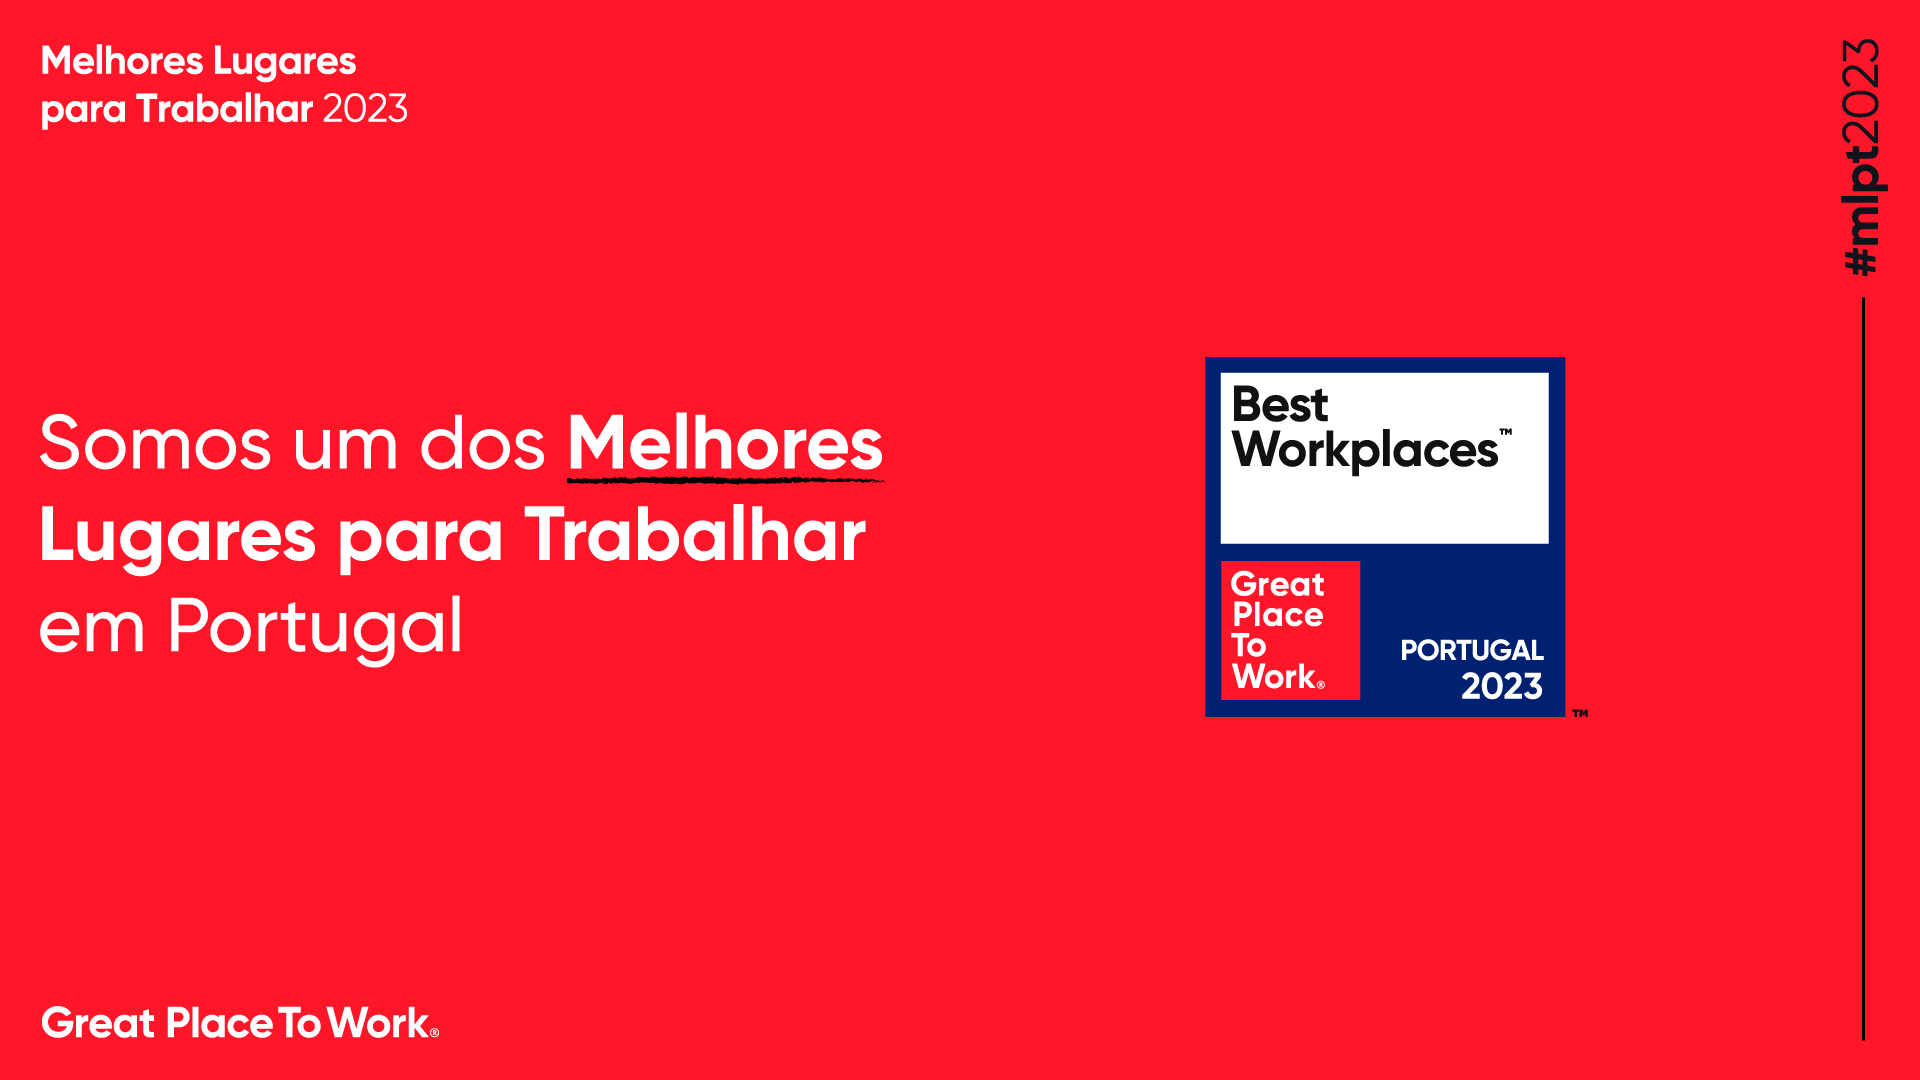 Melhores Lugares
para Trabalhar 2023
#mlpt2023
Somos um dos Melhores
Lugares para Trabalhar
em Portugal
Best
Workplaces™
Great
Place
To
Work®
PORTUGAL
2023
™
Great Place To Work®